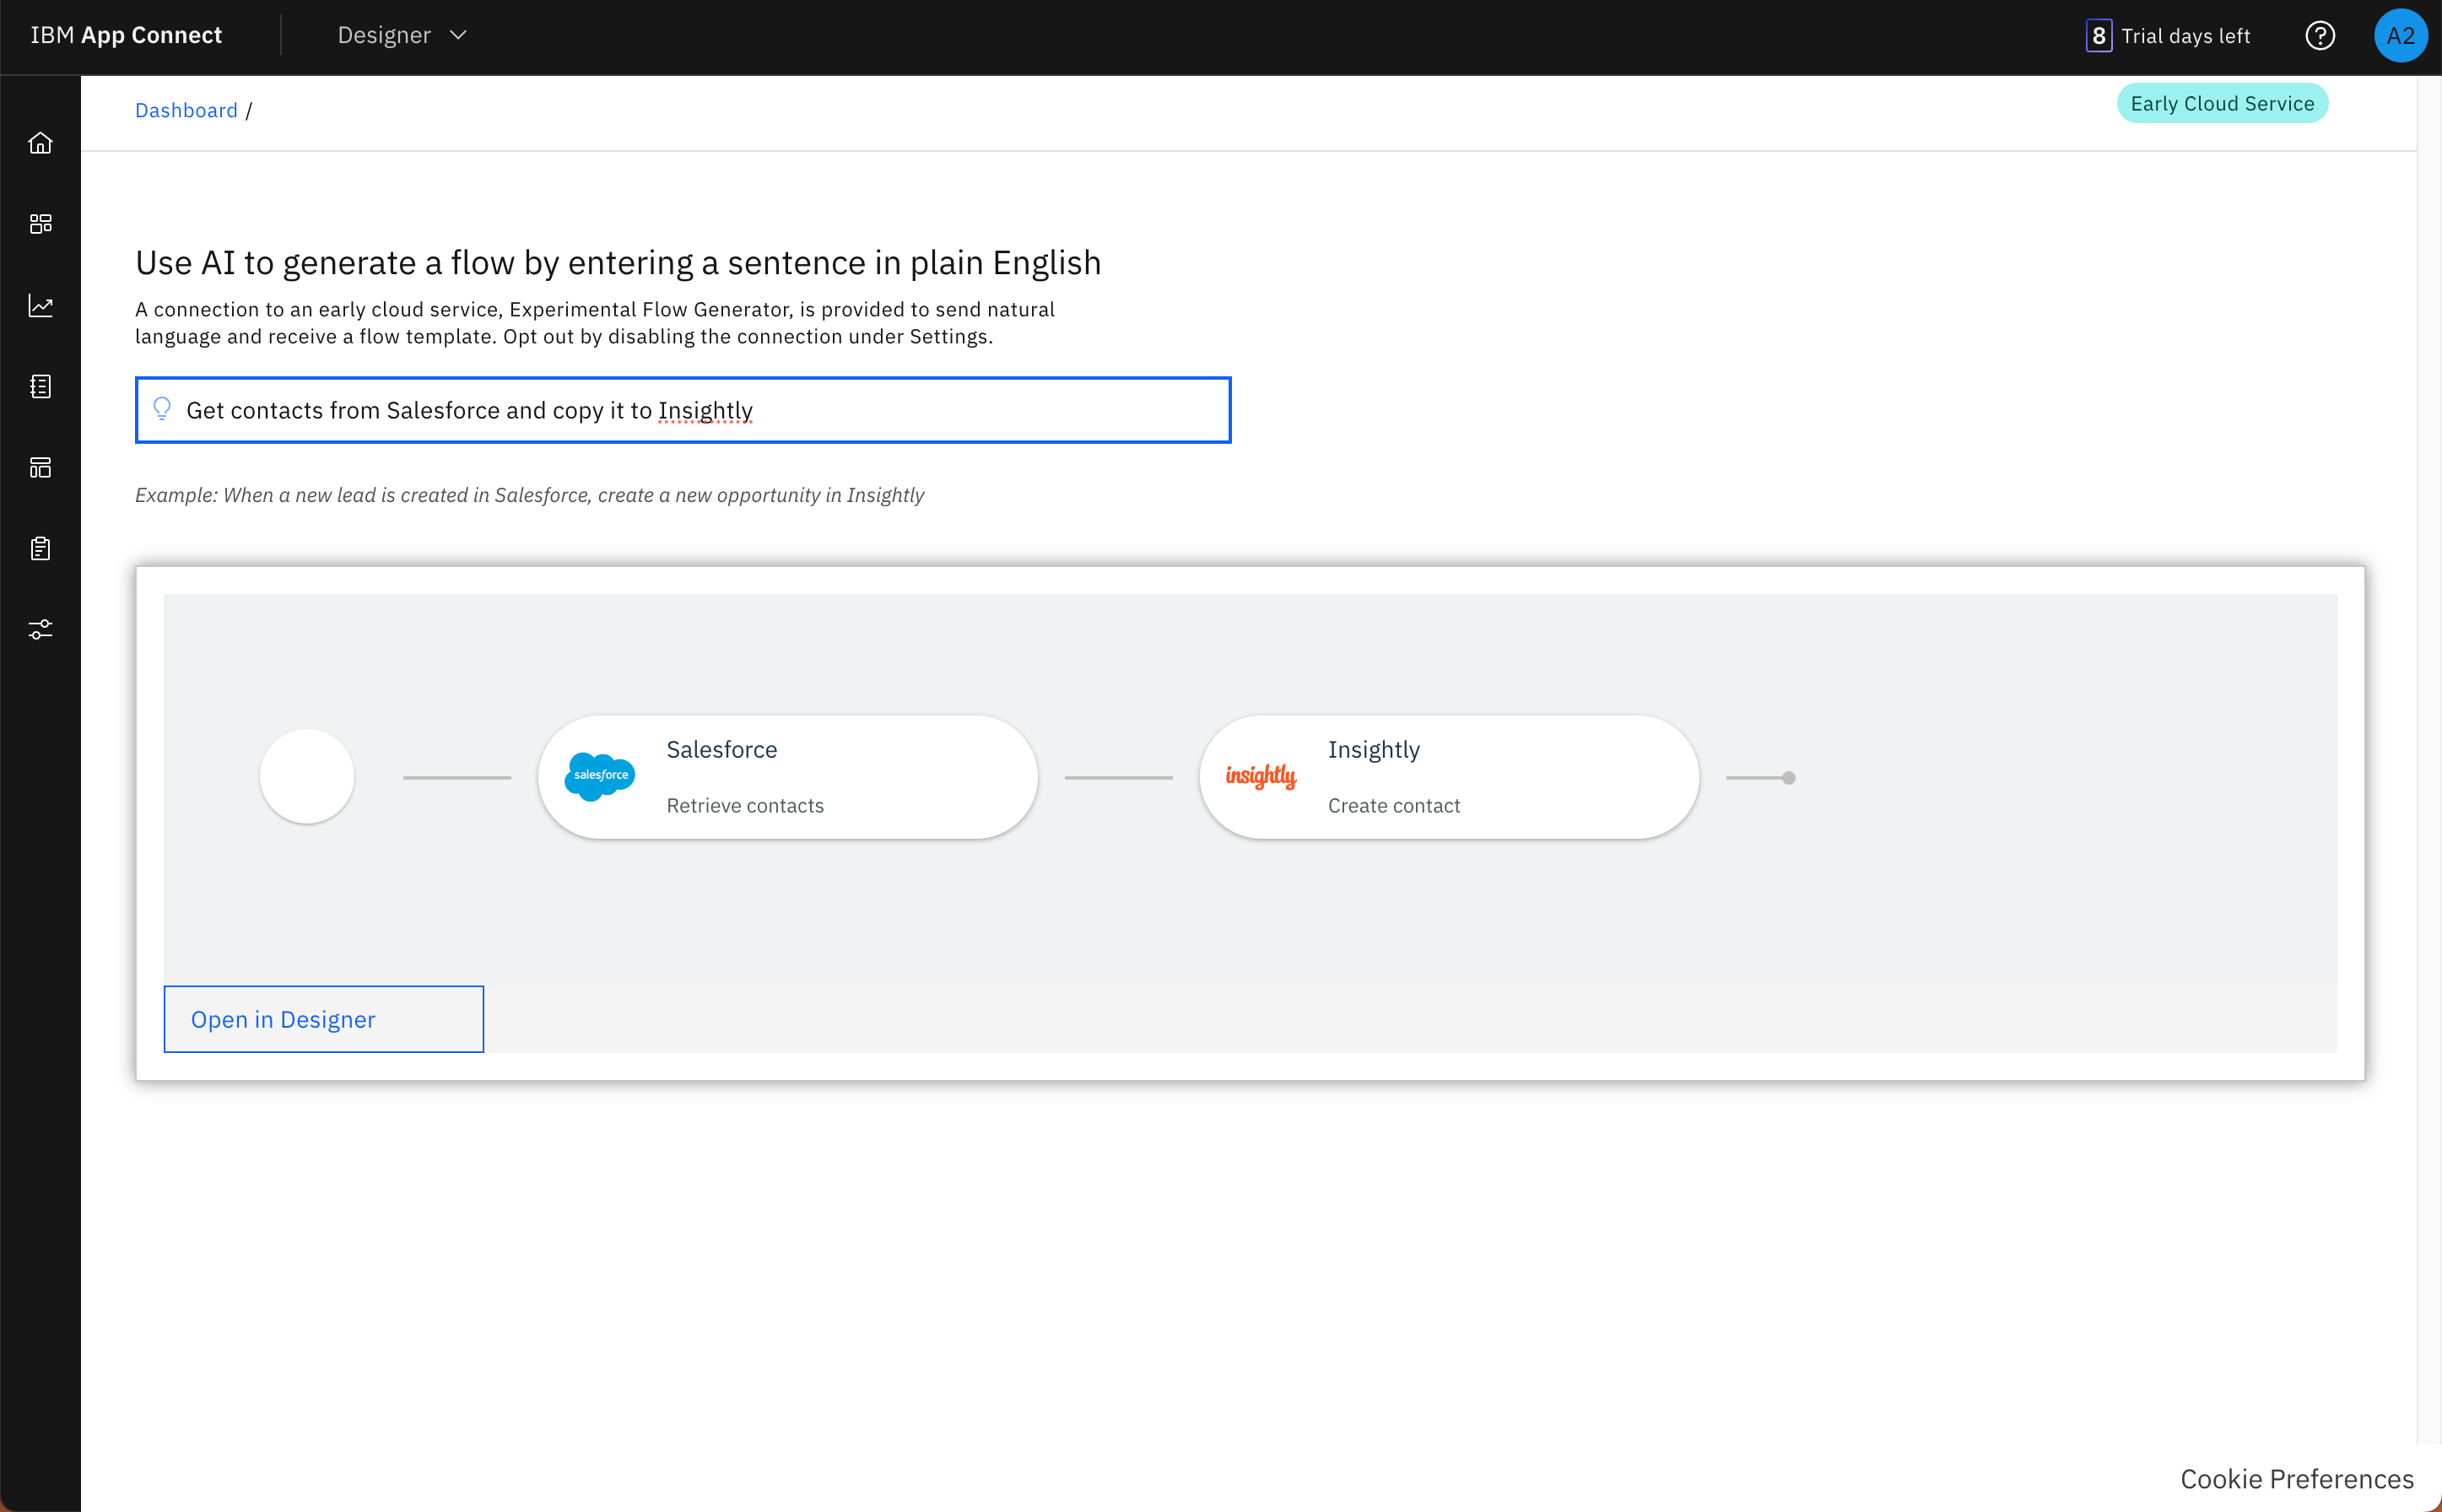 IBM App Connect
Designer
8 Trial days left
A2
Dashboard /
Early Cloud Service
Use AI to generate a flow by entering a sentence in plain English
A connection to an early cloud service, Experimental Flow Generator, is provided to send natural
language and receive a flow template. Opt out by disabling the connection under Settings.
Get contacts from Salesforce and copy it to Insightly
Example: When a new lead is created in Salesforce, create a new opportunity in Insightly
salesforce
Salesforce
Retrieve contacts
insightly
Insightly
Create contact
Open in Designer
Cookie Preferences